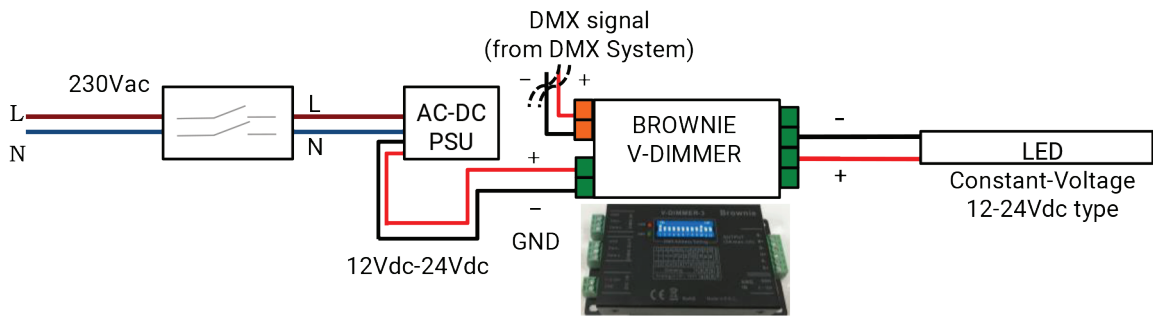 DMX signal
(from DMX System)
230Vac
L
N
L
N
AC-DC
PSU
–
+
BROWNIE
V-DIMMER
+
–
GND
12Vdc-24Vdc
–
+
LED
Constant-Voltage
12-24Vdc type
V-DIMMER-3 Brownie
CE